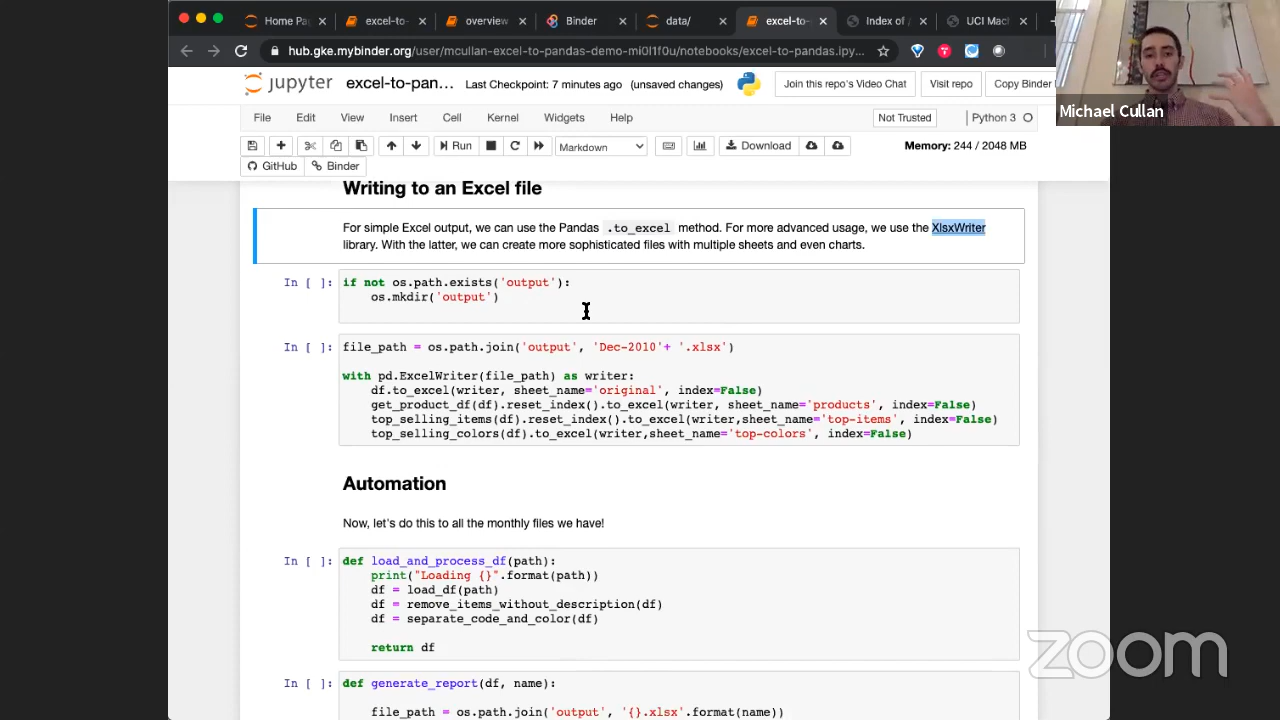 Home Pa
excel-to-
overview
Binder
data/
excel-to-
Index of
UCI Mac
hub.gke.mybinder.org/user/mcullan-excel-to-pandas-demo-mi0l1f0u/notebooks/excel-to-pandas.ipy...
Michael Cullan
jupyter excel-to-pan... Last Checkpoint: 7 minutes ago (unsaved changes)
Join this repo's Video Chat
Visit repo
Copy Binder
File Edit View Insert Cell Kernel Widgets Help
Not Trusted
Python 3
Run
Markdown
Download
Memory: 244 / 2048 MB
GitHub
Binder
Writing to an Excel file
For simple Excel output, we can use the Pandas .to_excel method. For more advanced usage, we use the XlsxWriter
library. With the latter, we can create more sophisticated files with multiple sheets and even charts.
In [ ]: if not os.path.exists('output'):
os.mkdir('output')
In [ ]: file_path = os.path.join('output', 'Dec-2010'+ '.xlsx')
with pd.ExcelWriter(file_path) as writer:
df.to_excel(writer, sheet_name='original', index=False)
get_product_df(df).reset_index().to_excel(writer, sheet_name='products', index=False)
top_selling_items(df).reset_index().to_excel(writer,sheet_name='top-items', index=False)
top_selling_colors(df).to_excel(writer,sheet_name='top-colors', index=False)
Automation
Now, let's do this to all the monthly files we have!
In [ ]: def load_and_process_df(path):
print("Loading {}".format(path))
df = load_df(path)
df = remove_items_without_description(df)
df = separate_code_and_color(df)
return df
In [ ]: def generate_report(df, name):
file_path = os.path.join('output', '{}.xlsx'.format(name))
zoom